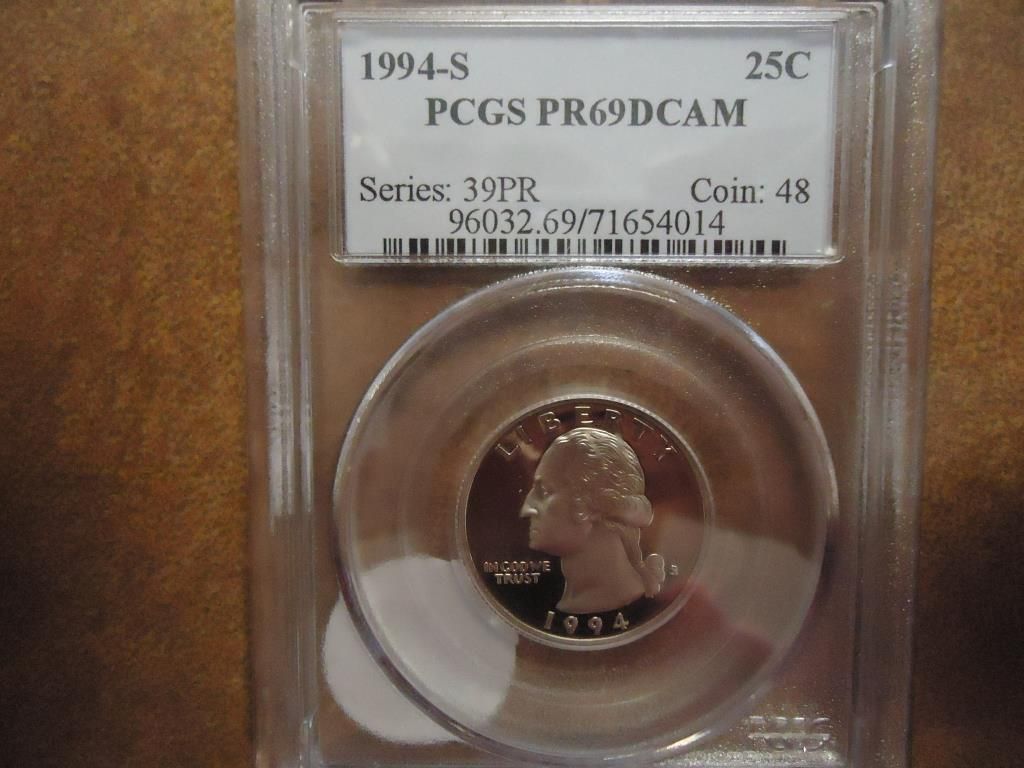 1994-S 25C
PCGS PR69DCAM
Series: 39PR Coin: 48
96032.69/71654014
LIBERTY
IN GOD WE
TRUST
S
1994